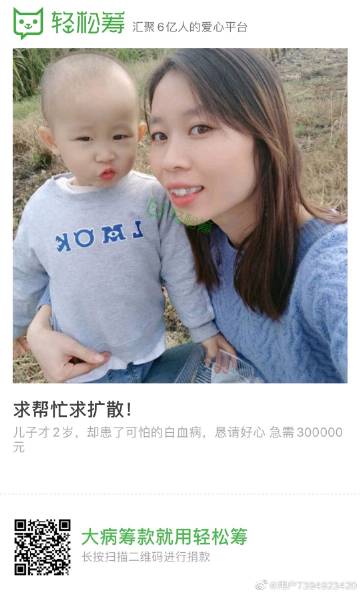 轻松筹 汇聚6亿人的爱心平台
LMOK
轻松筹
求帮忙求扩散!
儿子才2岁，却患了可怕的白血病，恳请好心 急需300000
元
大病筹款就用轻松筹
长按扫描二维码进行捐款
@用户7394923420